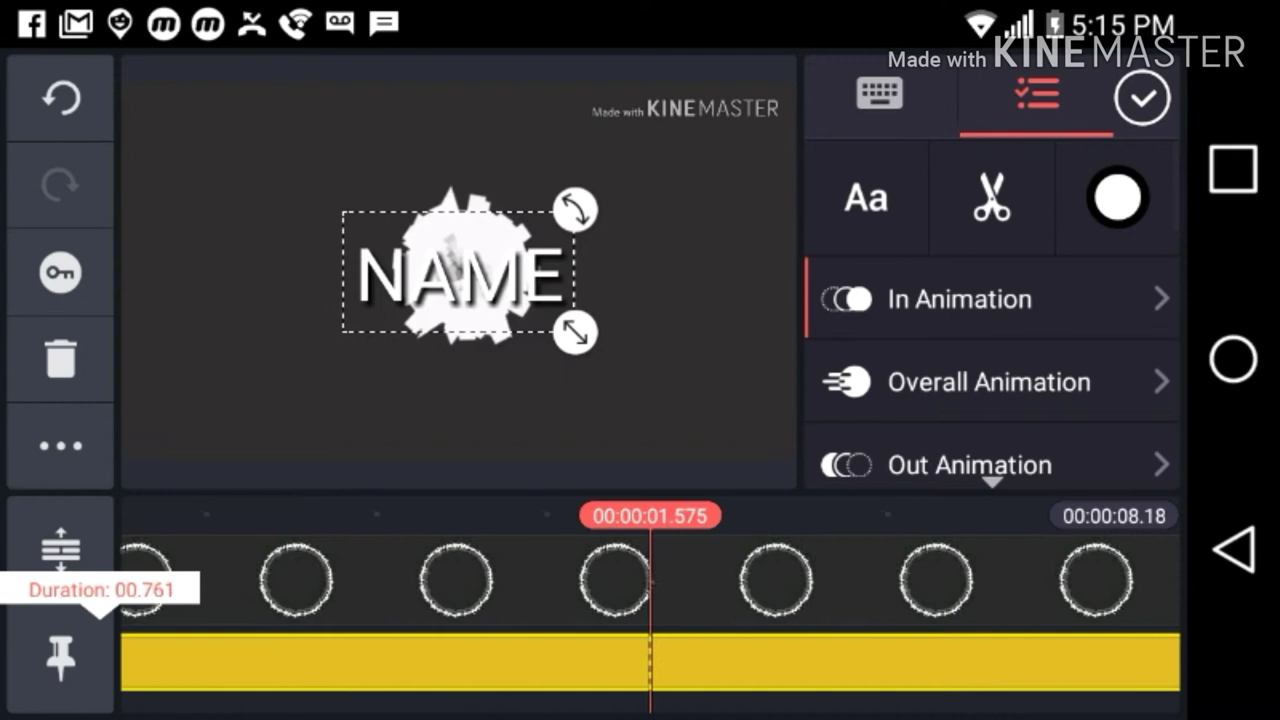 5:15 PM
Made with KINEMASTER
Made with KINEMASTER
NAME
Aa
In Animation
Overall Animation
Out Animation
00:00:01.575
00:00:08.18
Duration: 00.761